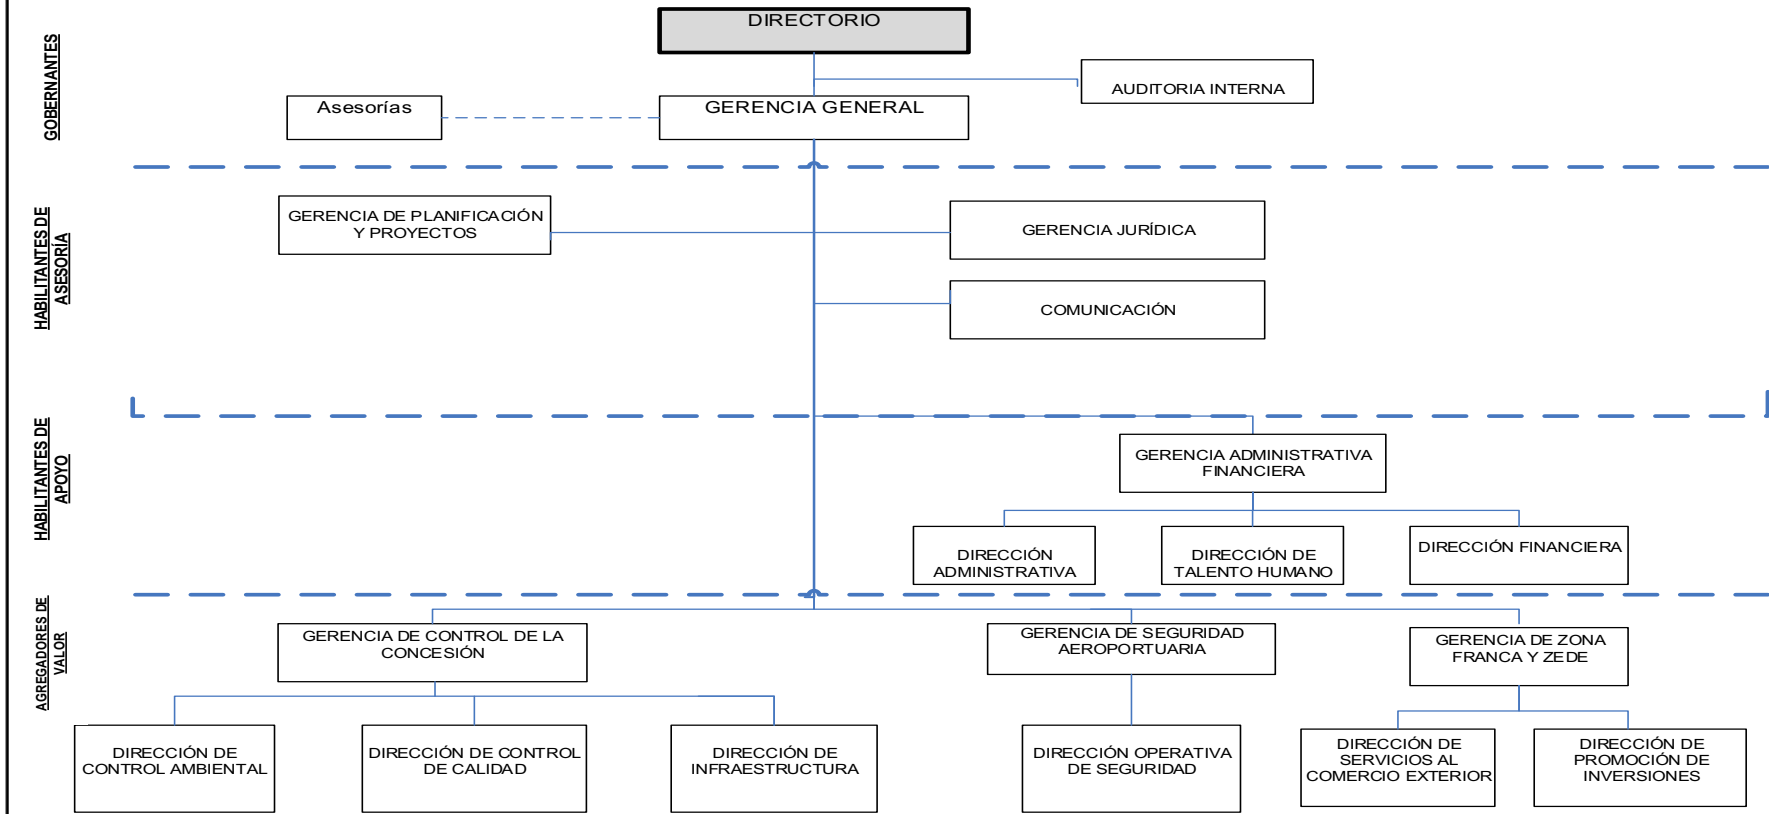 DIRECTORIO
GOBERNANTES
AUDITORIA INTERNA
Asesorías
GERENCIA GENERAL
HABILITANTES DE
ASESORÍA
GERENCIA DE PLANIFICACIÓN
Y PROYECTOS
GERENCIA JURÍDICA
COMUNICACIÓN
HABILITANTES DE
APOYO
GERENCIA ADMINISTRATIVA
FINANCIERA
DIRECCIÓN
ADMINISTRATIVA
DIRECCIÓN DE
TALENTO HUMANO
DIRECCIÓN FINANCIERA
AGREGADORES DE
VALOR
GERENCIA DE CONTROL DE LA
CONCESIÓN
GERENCIA DE SEGURIDAD
AEROPORTUARIA
GERENCIA DE ZONA
FRANCA Y ZEDE
DIRECCIÓN DE
CONTROL AMBIENTAL
DIRECCIÓN DE CONTROL
DE CALIDAD
DIRECCIÓN DE
INFRAESTRUCTURA
DIRECCIÓN OPERATIVA
DE SEGURIDAD
DIRECCIÓN DE
SERVICIOS AL
COMERCIO EXTERIOR
DIRECCIÓN DE
PROMOCIÓN DE
INVERSIONES